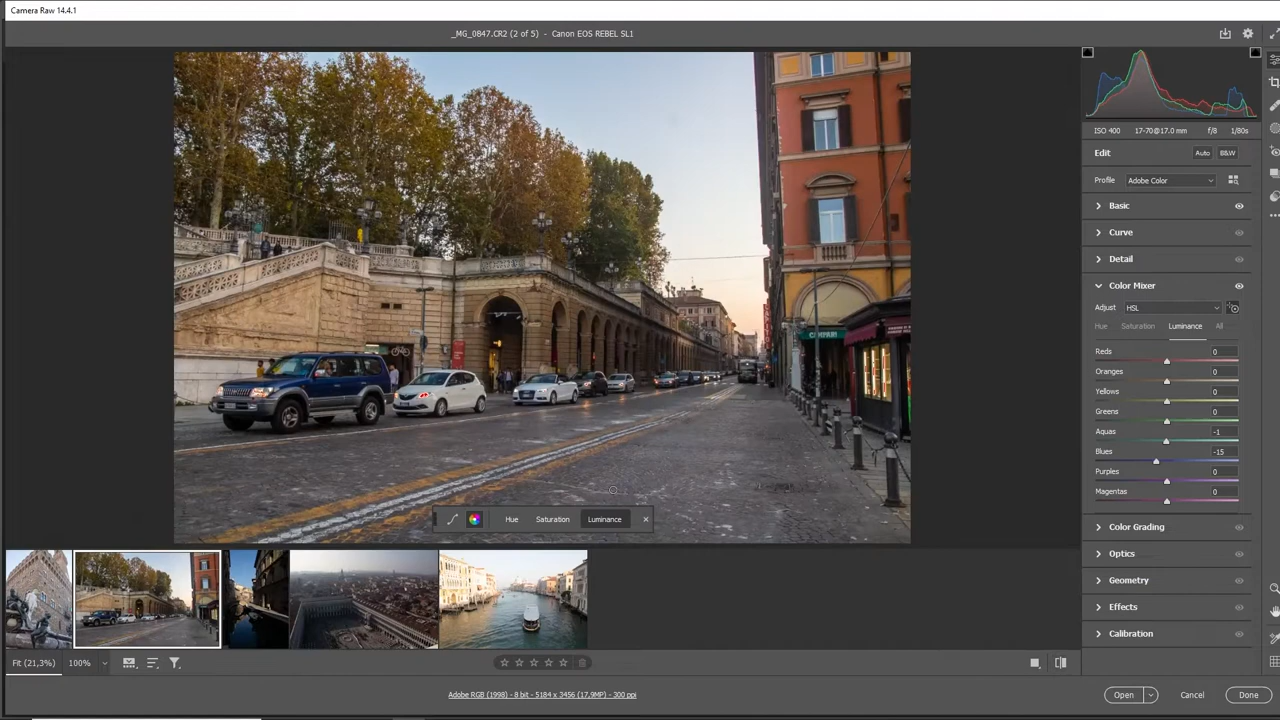 Camera Raw 14.4.1
_MG_0847.CR2 (2 of 5) - Canon EOS REBEL SL1
ISO 400 17-70@17.0 mm f/8 1/80s
Edit Auto B&W
Profile Adobe Color
Basic
Curve
Detail
Color Mixer
Adjust HSL
Hue Saturation Luminance All
Reds 0
Oranges 0
Yellows 0
Greens 0
Aquas -1
Blues -15
Purples 0
Magentas 0
CAMPARI
Hue Saturation Luminance
Color Grading
Optics
Geometry
Effects
Calibration
Fit (21,3%) 100%
Adobe RGB (1998) - 8 bit - 5184 x 3456 (17,9MP) - 300 ppi
Open Cancel Done